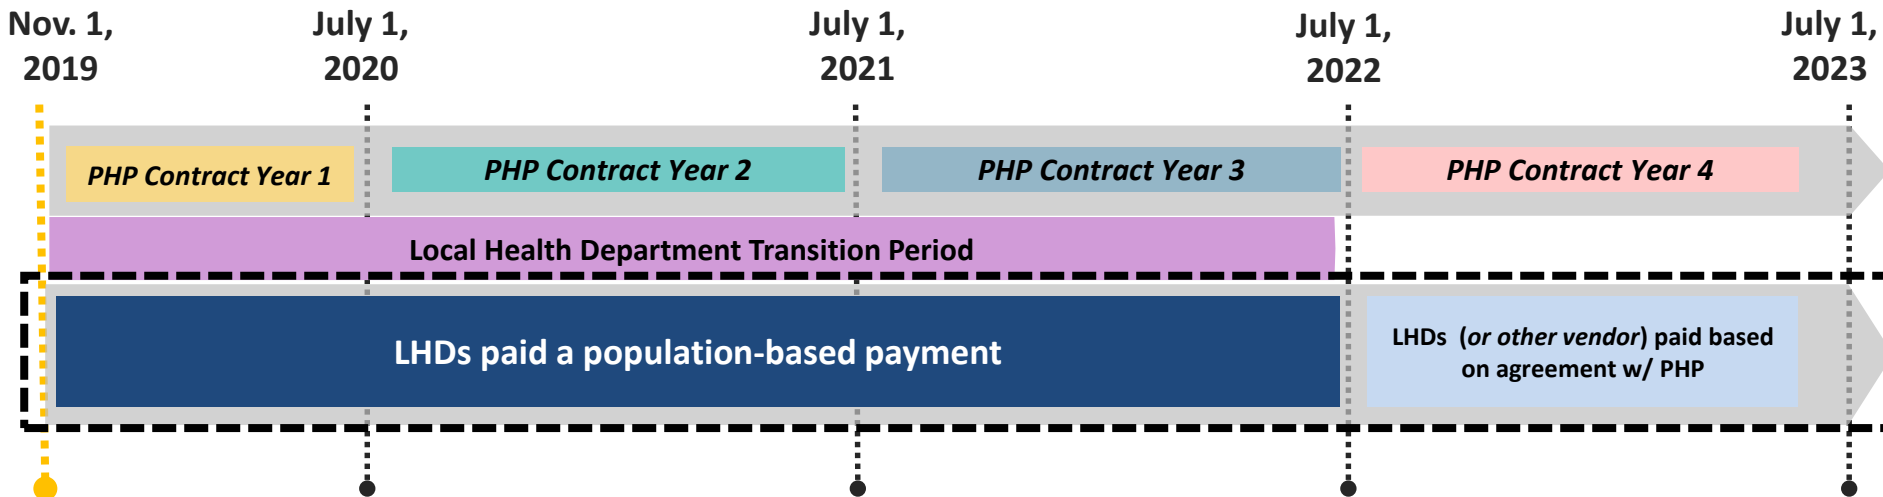 Nov. 1,
2019
July 1,
2020
July 1,
2021
July 1,
2022
July 1,
2023
PHP Contract Year 1
PHP Contract Year 2
PHP Contract Year 3
PHP Contract Year 4
Local Health Department Transition Period
LHDs paid a population-based payment
LHDs (or other vendor) paid based
on agreement w/ PHP